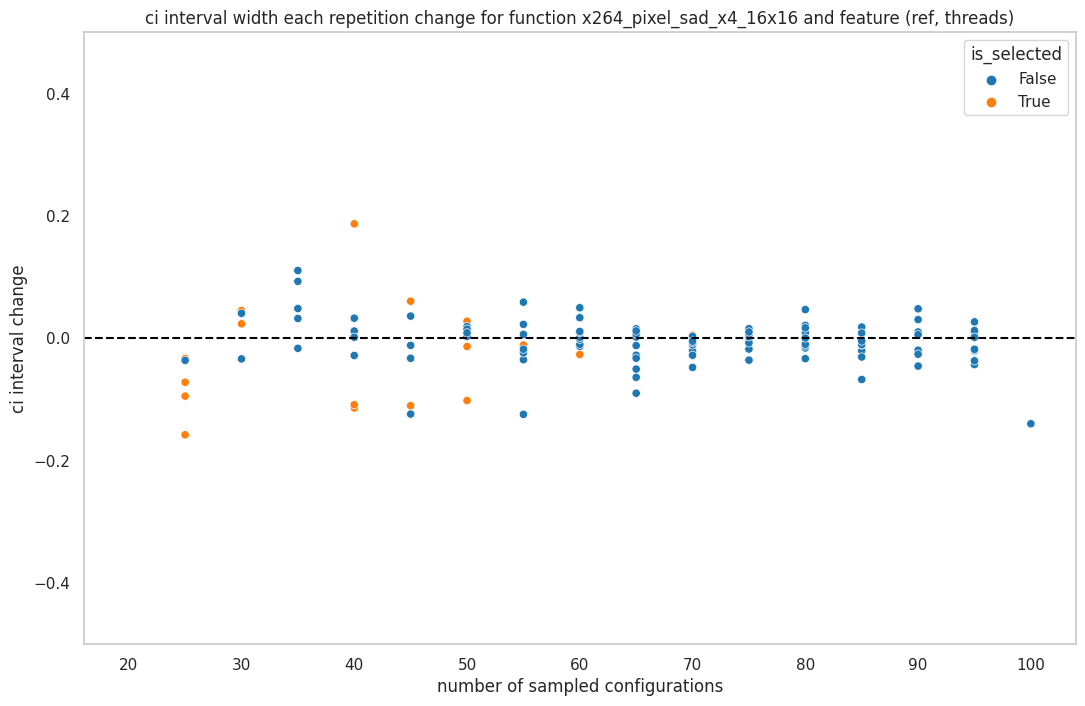 ci interval width each repetition change for function x264_pixel_sad_x4_16x16 and feature (ref, threads)
is_selected
False
True
ci interval change
0.4
0.2
0.0
−0.2
−0.4
20 30 40 50 60 70 80 90 100
number of sampled configurations